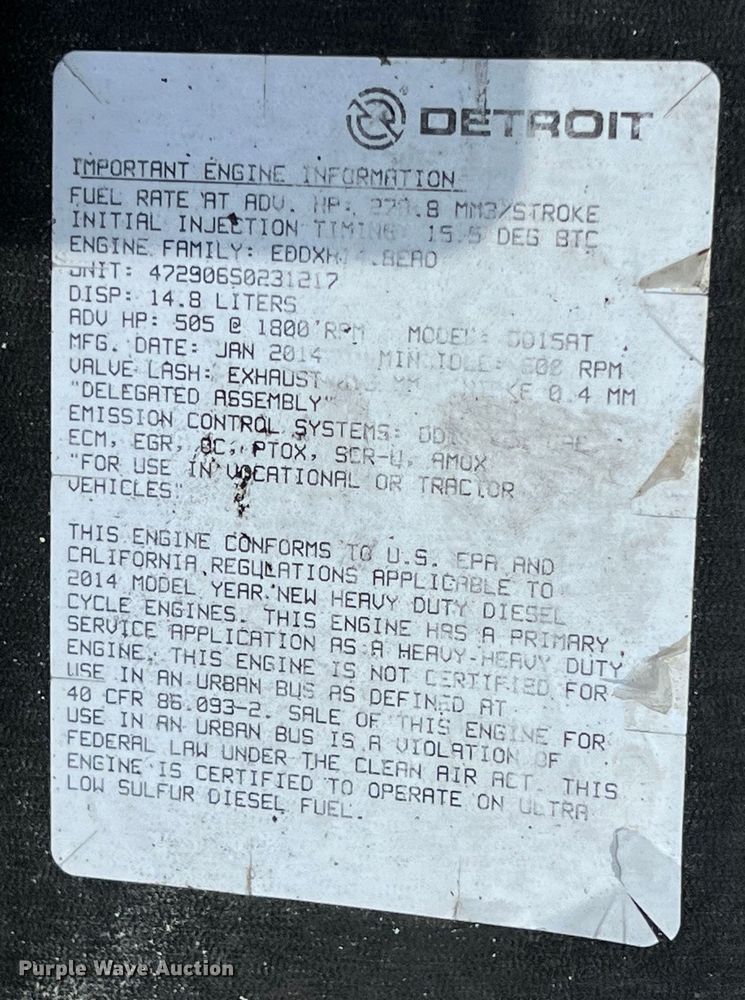 DETROIT
IMPORTANT ENGINE INFORMATION
FUEL RATE AT ADV. HP: MM3/STROKE
INITIAL INJECTION TIMING 15.5 DEG BTC
ENGINE FAMILY:
UNIT: 472906S0231217
DISP: 14.8 LITERS
ADV HP: 505 @ 1800 RPM MODEL: DD15AT
MFG. DATE: JAN 2014 MIN IDLE: 600 RPM
VALVE LASH: EXHAUST MM 0.4 MM
"DELEGATED ASSEMBLY"
EMISSION CONTROL SYSTEMS:
ECM, EGR, OC, PTOX, SCR-U, AMOX
"FOR USE IN VOCATIONAL OR TRACTOR
VEHICLES"
THIS ENGINE CONFORMS TO U.S. EPA AND
CALIFORNIA REGULATIONS APPLICABLE TO
2014 MODEL YEAR NEW HEAVY DUTY DIESEL
CYCLE ENGINES. THIS ENGINE HAS A PRIMARY
SERVICE APPLICATION AS A HEAVY-HEAVY DUTY
ENGINE. THIS ENGINE IS NOT CERTIFIED FOR
USE IN AN URBAN BUS AS DEFINED AT
40 CFR 86.093-2. SALE OF THIS ENGINE FOR
USE IN AN URBAN BUS IS A VIOLATION OF
FEDERAL LAW UNDER THE CLEAN AIR ACT. THIS
ENGINE IS CERTIFIED TO OPERATE ON ULTRA
LOW SULFUR DIESEL FUEL.
Purple Wave Auction